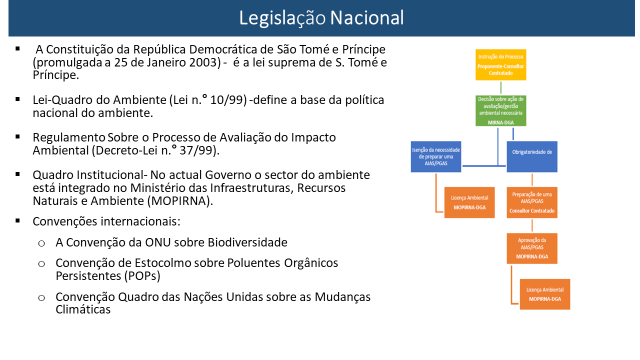 Legislação Nacional
▪ A Constituição da República Democrática de São Tomé e Príncipe
(promulgada a 25 de Janeiro 2003) - é a lei suprema de S. Tomé e
Príncipe.
▪ Lei-Quadro do Ambiente (Lei n.° 10/99) -define a base da política
nacional do ambiente.
▪ Regulamento Sobre o Processo de Avaliação do Impacto
Ambiental (Decreto-Lei n.° 37/99).
▪ Quadro Institucional- No actual Governo o sector do ambiente
está integrado no Ministério das Infraestruturas, Recursos
Naturais e Ambiente (MOPIRNA).
▪ Convenções internacionais:
o A Convenção da ONU sobre Biodiversidade
o Convenção de Estocolmo sobre Poluentes Orgânicos
Persistentes (POPs)
o Convenção Quadro das Nações Unidas sobre as Mudanças
Climáticas
Instrução do Processo
Proponente-Consultor
Contratado
Decisão sobre ação de
avaliação/gestão
ambiental necessária
MIRNA-DGA
Isenção da necessidade
de preparar uma
AIAS/PGAS
Obrigatoriedade de
Licença Ambiental
MOPIRNA-DGA
Preparação de uma
AIAS/PGAS
Consultor Contratado
Aprovação da
AIAS/PGAS
MOPIRNA-DGA
Licença Ambiental
MOPIRNA-DGA